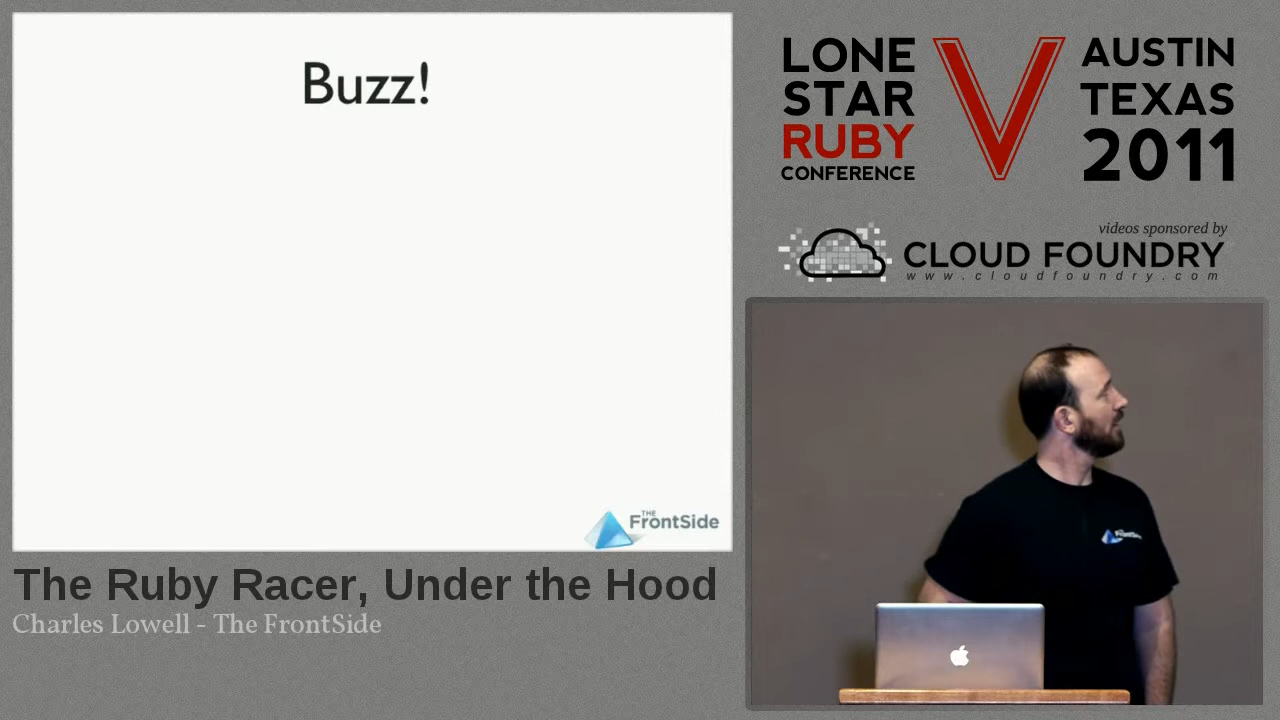 Buzz!
THE
FrontSide
The Ruby Racer, Under the Hood
Charles Lowell - The FrontSide
LONE
STAR
RUBY
CONFERENCE
V
AUSTIN
TEXAS
2011
videos sponsored by
CLOUD FOUNDRY
www.cloudfoundry.com
FrontSide